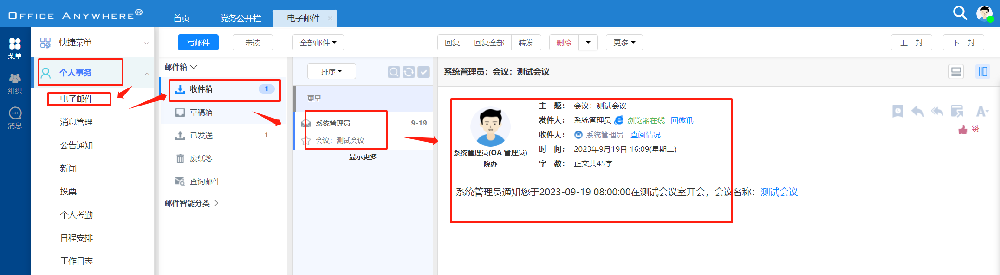 OFFICE ANYWHERE®
首页
党务公开栏
电子邮件 ×
菜单
组织
消息
快捷菜单
个人事务
电子邮件
消息管理
公告通知
新闻
投票
个人考勤
日程安排
工作日志
写邮件
未读
全部邮件
回复
回复全部
转发
删除
更多
上一封
下一封
邮件箱
收件箱 1
草稿箱
已发送 1
废纸篓
查询邮件
邮件智能分类
排序
更早
系统管理员 9-19
会议：测试会议
显示更多
系统管理员：会议：测试会议
系统管理员(OA 管理员)
院办
主 题： 会议：测试会议
发件人： 系统管理员 浏览器在线 回微讯
收件人： 系统管理员 查阅情况
时 间： 2023年9月19日 16:09(星期二)
字 数： 正文共45字
A
赞
系统管理员通知您于2023-09-19 08:00:00在测试会议室开会，会议名称：测试会议